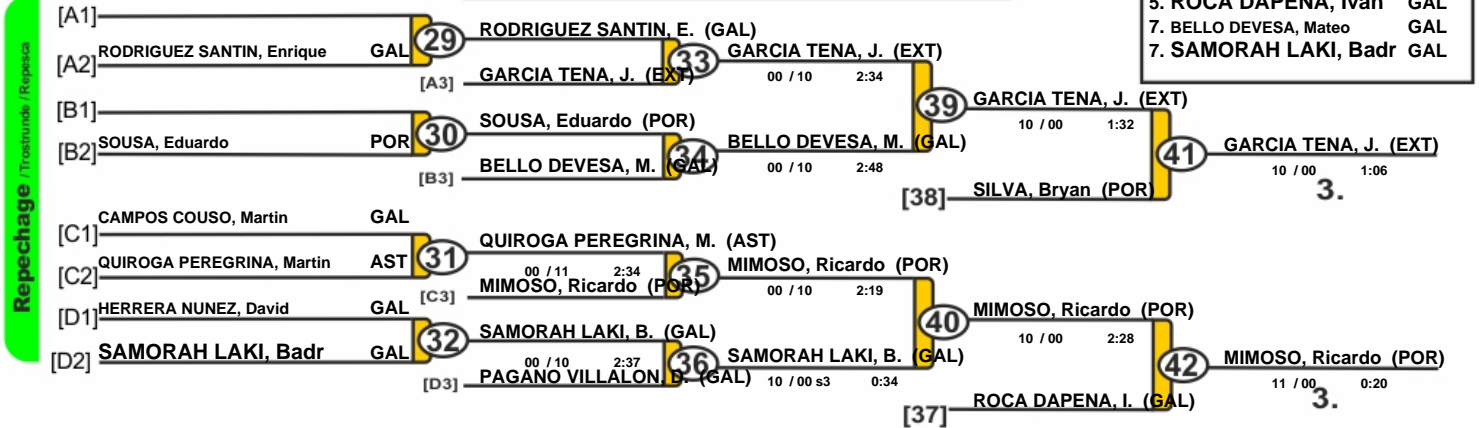 Repechage / Trostrunde / Repesca
5. ROCA DAPENA, Ivan GAL
7. BELLO DEVESA, Mateo GAL
7. SAMORAH LAKI, Badr GAL
[A1]
[A2] RODRIGUEZ SANTIN, Enrique GAL
29
RODRIGUEZ SANTIN, E. (GAL)
[A3] GARCIA TENA, J. (EXT)
33
GARCIA TENA, J. (EXT)
00 / 10 2:34
[B1]
[B2] SOUSA, Eduardo POR
30
SOUSA, Eduardo (POR)
[B3] BELLO DEVESA, M. (GAL)
34
BELLO DEVESA, M. (GAL)
00 / 10 2:48
39
GARCIA TENA, J. (EXT)
10 / 00 1:32
[38] SILVA, Bryan (POR)
41
GARCIA TENA, J. (EXT)
10 / 00 1:06
3.
[C1] CAMPOS COUSO, Martin GAL
[C2] QUIROGA PEREGRINA, Martin AST
31
QUIROGA PEREGRINA, M. (AST)
00 / 11 2:34
[C3] MIMOSO, Ricardo (POR)
35
MIMOSO, Ricardo (POR)
00 / 10 2:19
[D1] HERRERA NUNEZ, David GAL
[D2] SAMORAH LAKI, Badr GAL
32
SAMORAH LAKI, B. (GAL)
00 / 10 2:37
[D3] PAGANO VILLALON, D. (GAL)
36
SAMORAH LAKI, B. (GAL)
10 / 00 s3 0:34
40
MIMOSO, Ricardo (POR)
10 / 00 2:28
[37] ROCA DAPENA, I. (GAL)
42
MIMOSO, Ricardo (POR)
11 / 00 0:20
3.